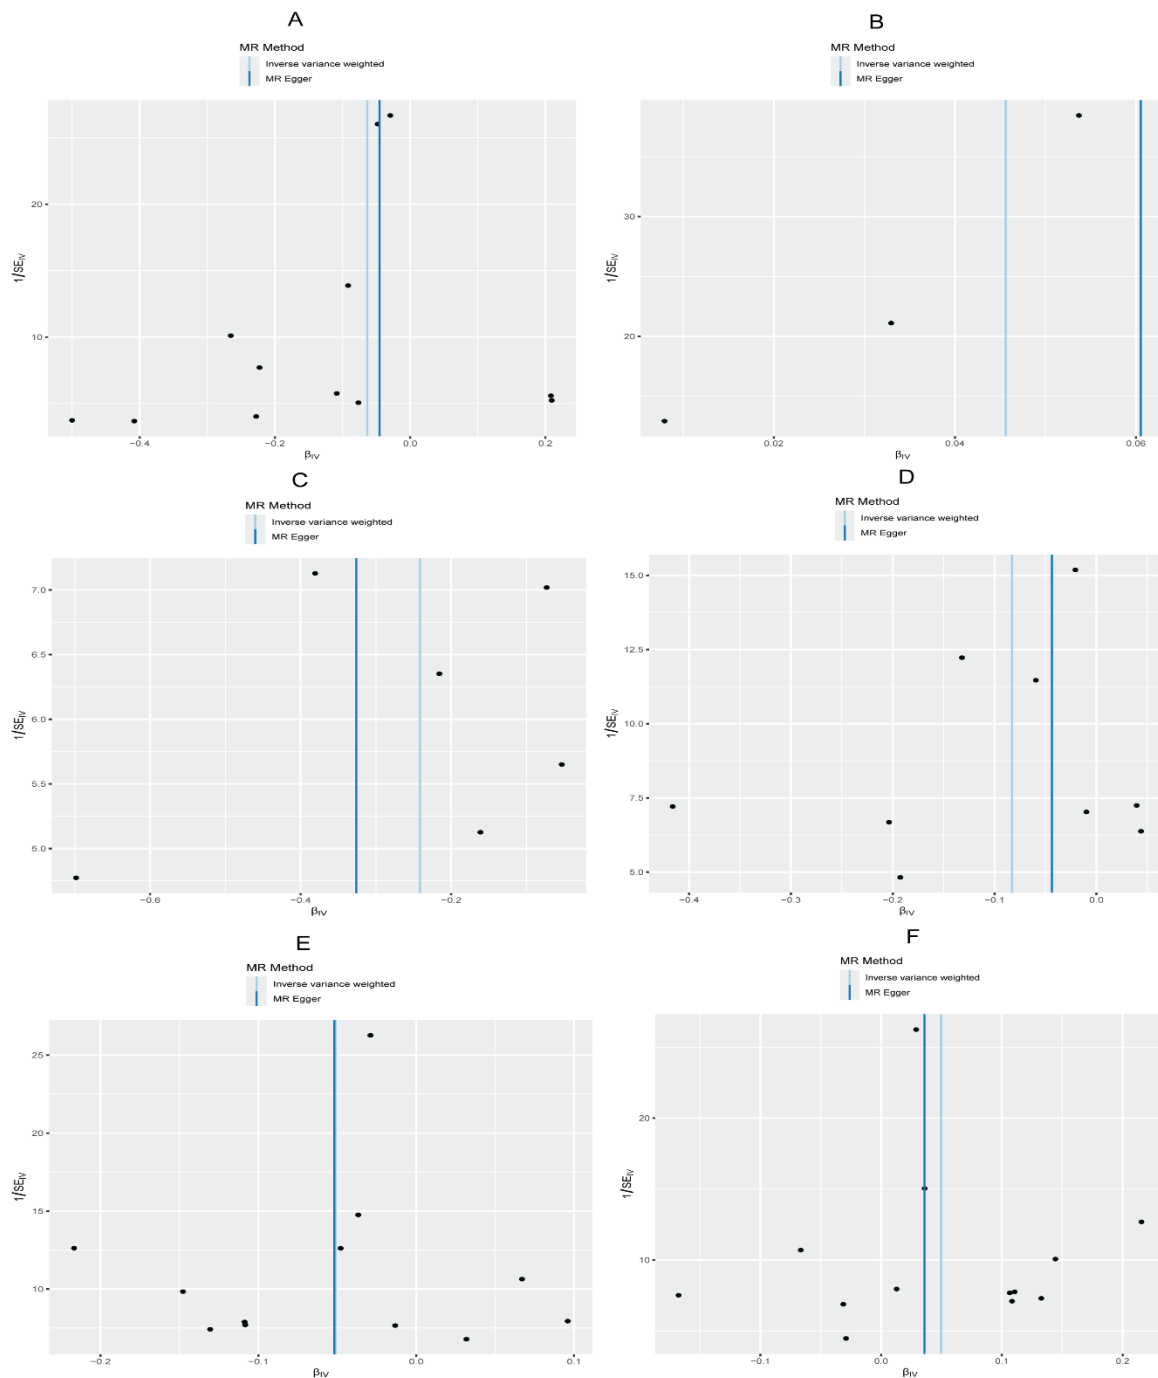 A
MR Method
Inverse variance weighted
MR Egger
20
10
1/SE_IV
−0.4 −0.2 0.0 0.2
β_IV
B
MR Method
Inverse variance weighted
MR Egger
30
20
1/SE_IV
0.02 0.04 0.06
β_IV
C
MR Method
Inverse variance weighted
MR Egger
7.0
6.5
6.0
5.5
5.0
1/SE_IV
−0.6 −0.4 −0.2
β_IV
D
MR Method
Inverse variance weighted
MR Egger
15.0
12.5
10.0
7.5
5.0
1/SE_IV
−0.4 −0.3 −0.2 −0.1 0.0
β_IV
E
MR Method
Inverse variance weighted
MR Egger
25
20
15
10
1/SE_IV
−0.2 −0.1 0.0 0.1
β_IV
F
MR Method
Inverse variance weighted
MR Egger
20
10
1/SE_IV
−0.1 0.0 0.1 0.2
β_IV